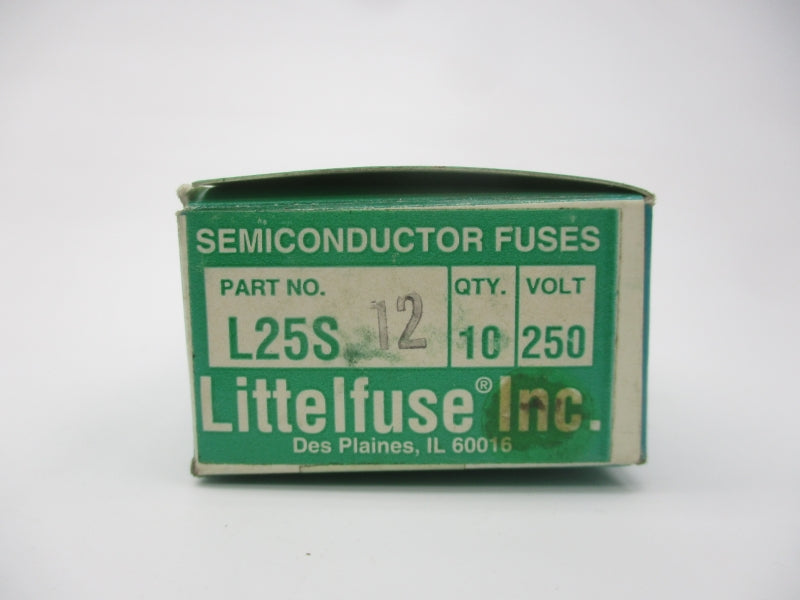 SEMICONDUCTOR FUSES
PART NO. QTY. VOLT
L25S 12 10 250
Littelfuse® Inc.
Des Plaines, IL 60016